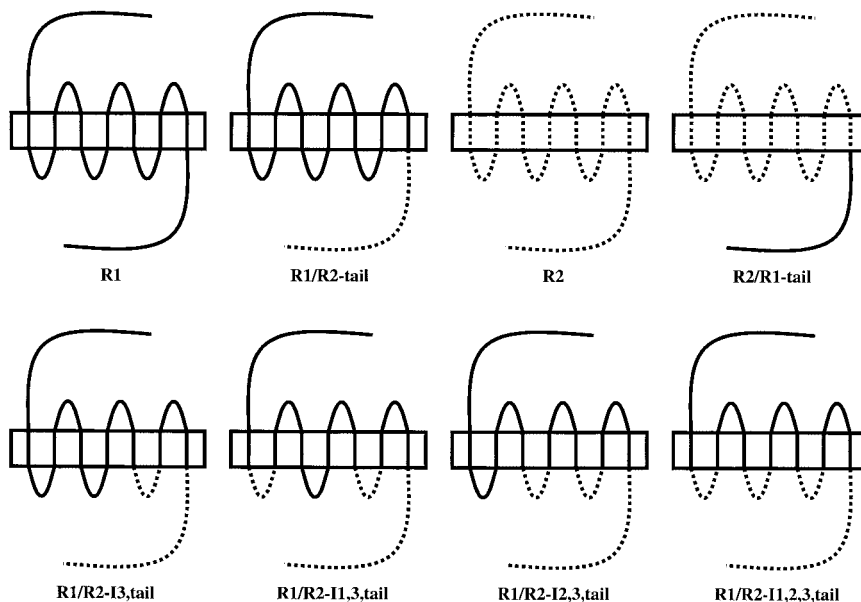 R1
R1/R2-tail
R2
R2/R1-tail
R1/R2-I3,tail
R1/R2-I1,3,tail
R1/R2-I2,3,tail
R1/R2-I1,2,3,tail